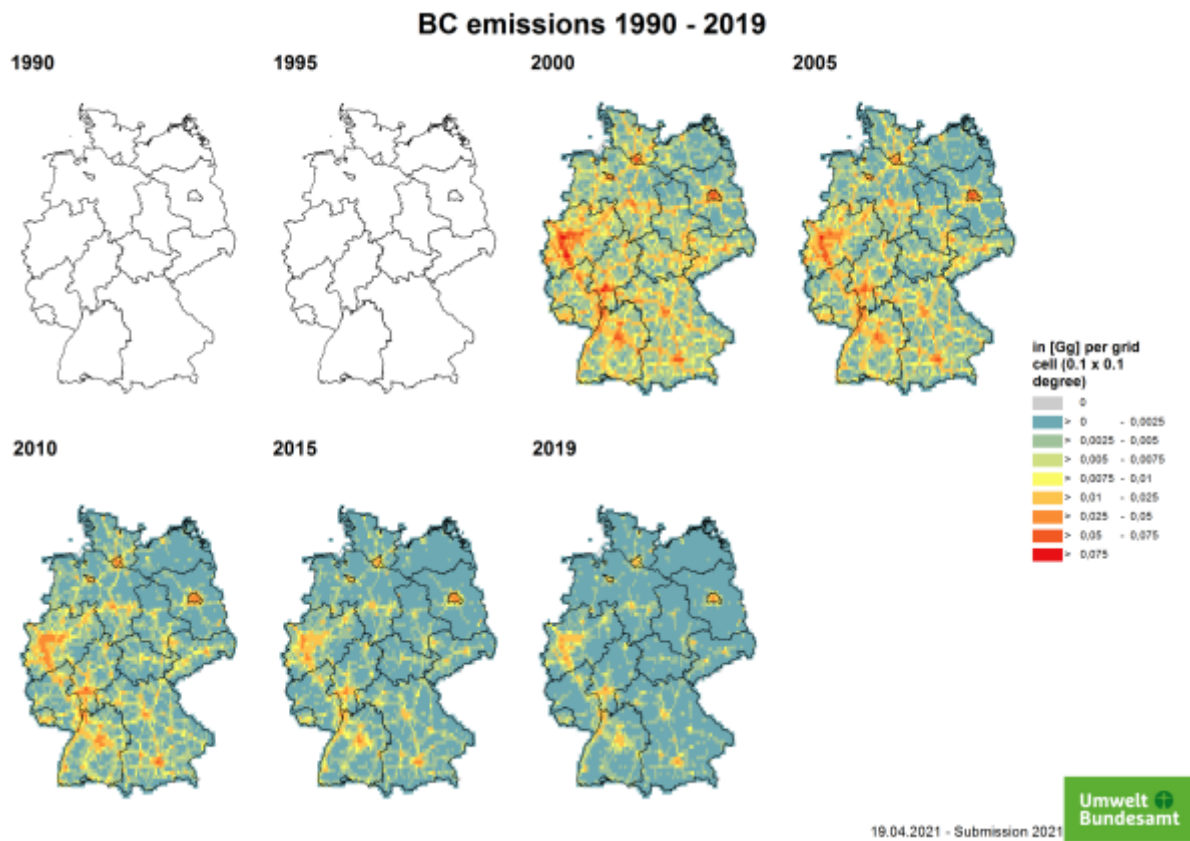 BC emissions 1990 - 2019
1990
1995
2000
2005
in [Gg] per grid
cell (0.1 x 0.1
degree)
0
> 0 - 0,0025
> 0,0025 - 0,005
> 0,005 - 0,0075
> 0,0075 - 0,01
> 0,01 - 0,025
> 0,025 - 0,05
> 0,05 - 0,075
> 0,075
2010
2015
2019
Umwelt
Bundesamt
19.04.2021 - Submission 2021